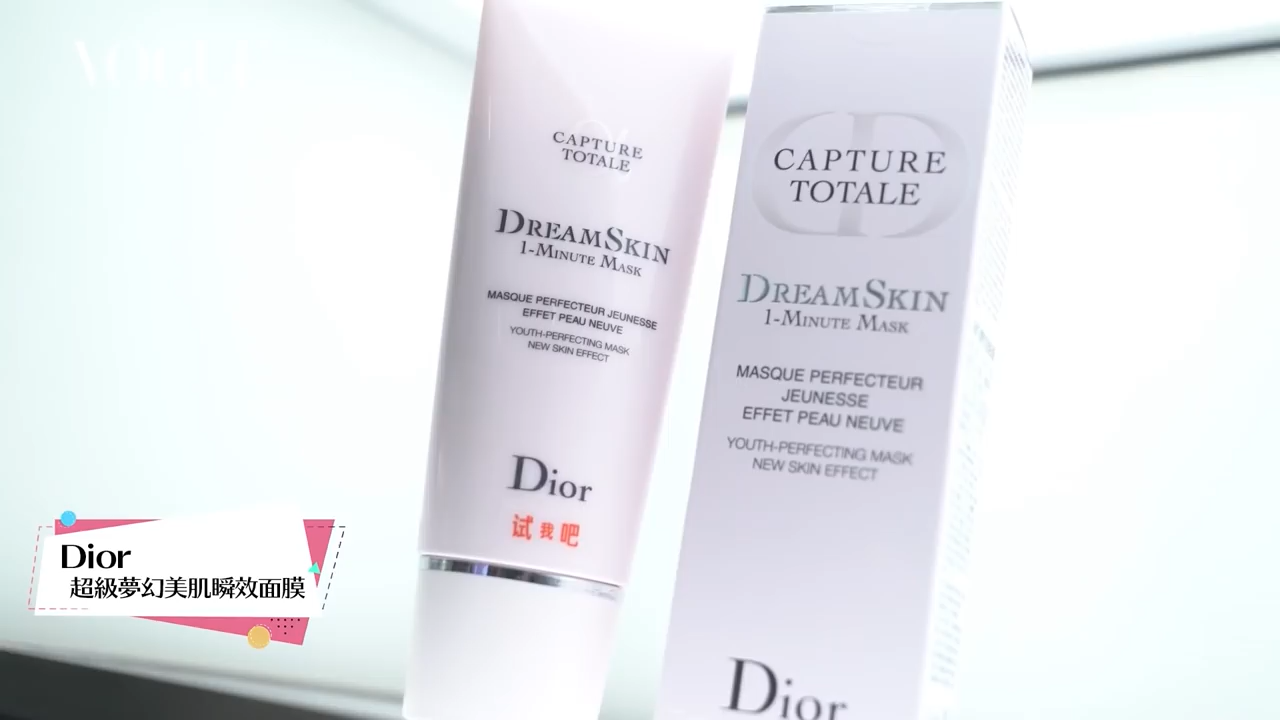 VOGUE
CAPTURE
TOTALE
DREAMSKIN
1-MINUTE MASK
MASQUE PERFECTEUR JEUNESSE
EFFET PEAU NEUVE
YOUTH-PERFECTING MASK
NEW SKIN EFFECT
Dior
试我吧
CAPTURE
TOTALE
DREAMSKIN
1-MINUTE MASK
MASQUE PERFECTEUR
JEUNESSE
EFFET PEAU NEUVE
YOUTH-PERFECTING MASK
NEW SKIN EFFECT
Dior
Dior
超級夢幻美肌瞬效面膜